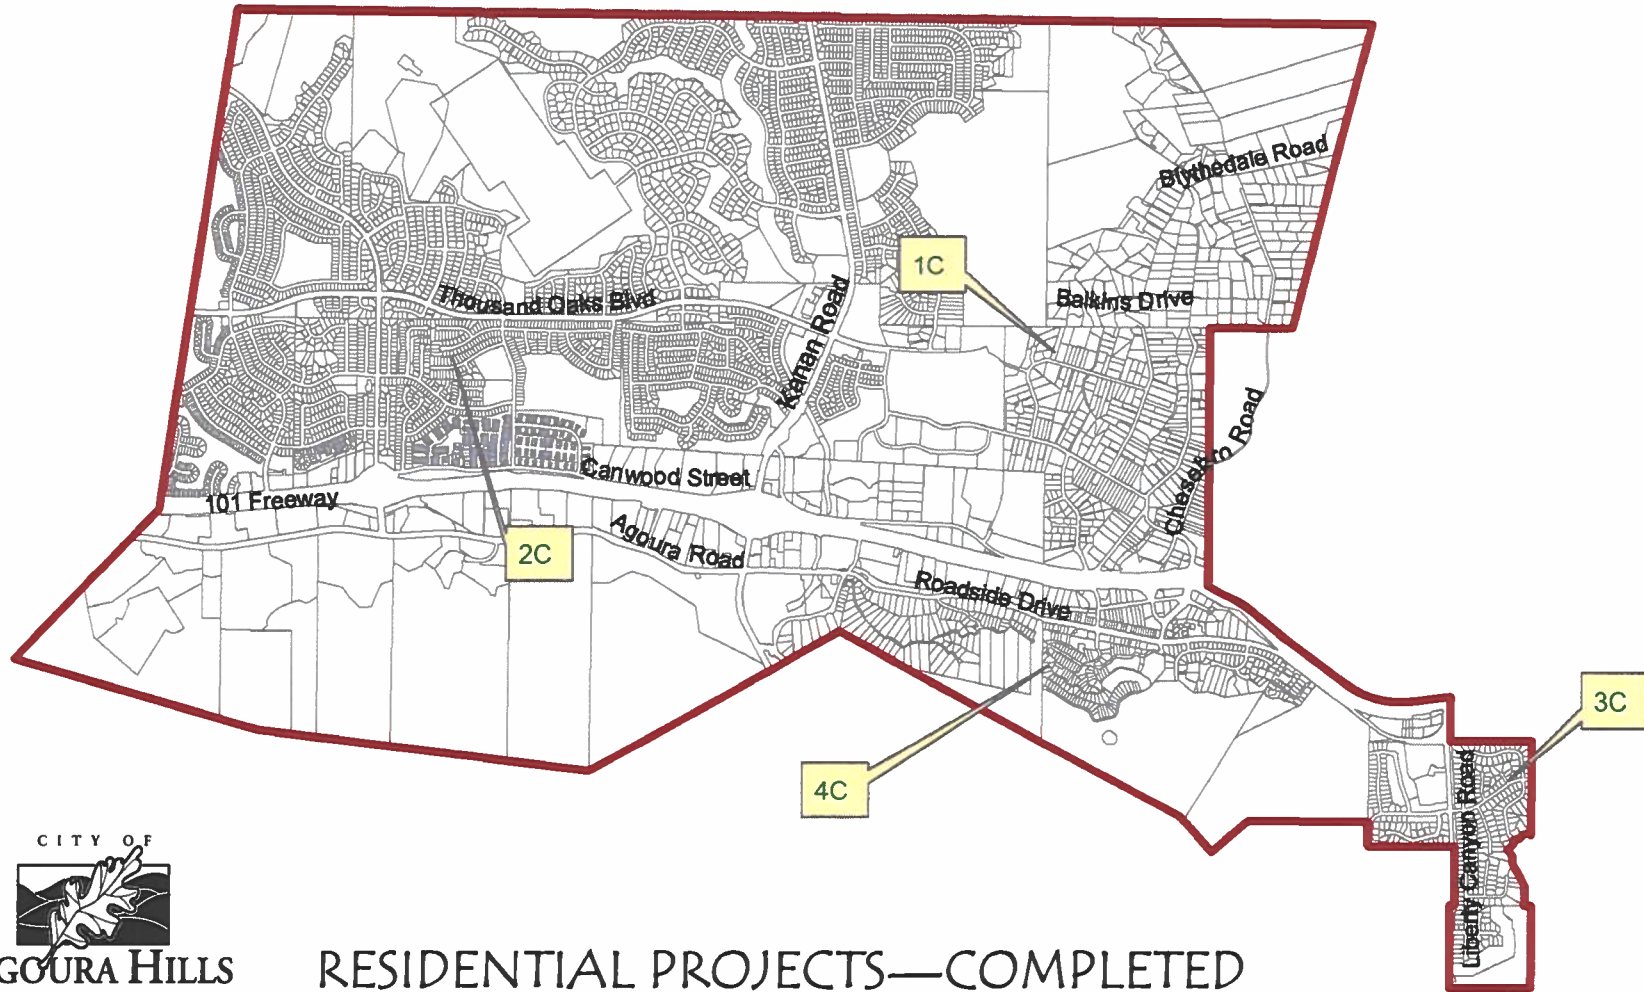 Blythedale Road
1C
Balkins Drive
Thousand Oaks Blvd
Kanan Road
Chesebro Road
Canwood Street
101 Freeway
Agoura Road
2C
Roadside Drive
3C
4C
Liberty Canyon Road
CITY OF
GOURA HILLS
RESIDENTIAL PROJECTS—COMPLETED